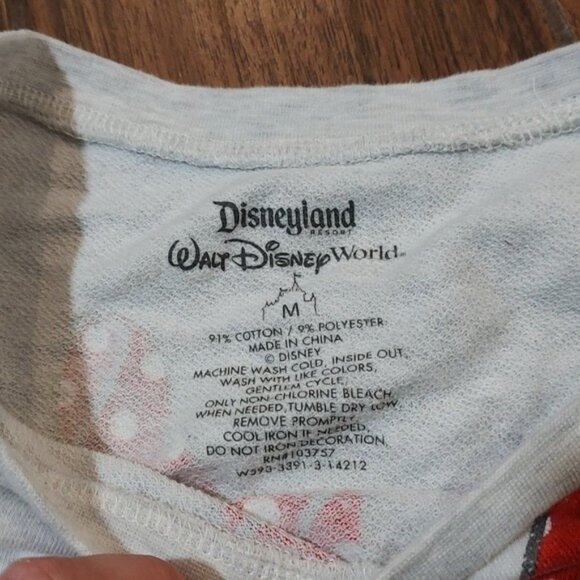 Disneyland
RESORT
WALT DISNEY World®
M
91% COTTON / 9% POLYESTER
MADE IN CHINA
© DISNEY
MACHINE WASH COLD, INSIDE OUT,
WASH WITH LIKE COLORS,
GENTLEM CYCLE,
ONLY NON-CHLORINE BLEACH,
WHEN NEEDED, TUMBLE DRY LOW,
REMOVE PROMPTLY,
COOL IRON IF NEEDED,
DO NOT IRON DECORATION,
RN#103757
W593-3391-3-14212